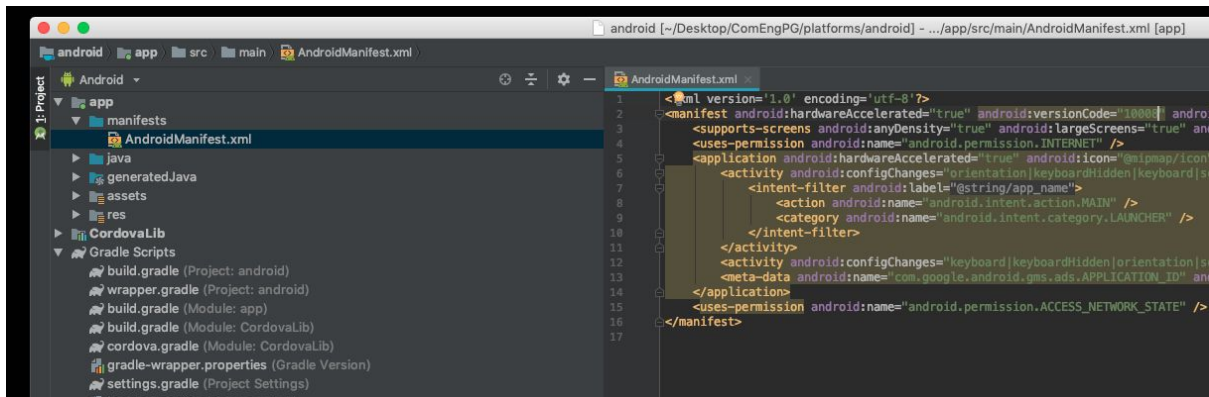 android [~/Desktop/ComEngPG/platforms/android] - .../app/src/main/AndroidManifest.xml [app]
android app src main AndroidManifest.xml
1: Project
Android
app
manifests
AndroidManifest.xml
java
generatedJava
assets
res
CordovaLib
Gradle Scripts
build.gradle (Project: android)
wrapper.gradle (Project: android)
build.gradle (Module: app)
build.gradle (Module: CordovaLib)
cordova.gradle (Module: CordovaLib)
gradle-wrapper.properties (Gradle Version)
settings.gradle (Project Settings)
AndroidManifest.xml
1 <?xml version='1.0' encoding='utf-8'?>
2 <manifest android:hardwareAccelerated="true" android:versionCode="10008" andro
3 <supports-screens android:anyDensity="true" android:largeScreens="true" an
4 <uses-permission android:name="android.permission.INTERNET" />
5 <application android:hardwareAccelerated="true" android:icon="@mipmap/icon"
6 <activity android:configChanges="orientation|keyboardHidden|keyboard|s
7 <intent-filter android:label="@string/app_name">
8 <action android:name="android.intent.action.MAIN" />
9 <category android:name="android.intent.category.LAUNCHER" />
10 </intent-filter>
11 </activity>
12 <activity android:configChanges="keyboard|keyboardHidden|orientation|s
13 <meta-data android:name="com.google.android.gms.ads.APPLICATION_ID" an
14 </application>
15 <uses-permission android:name="android.permission.ACCESS_NETWORK_STATE" />
16 </manifest>
17